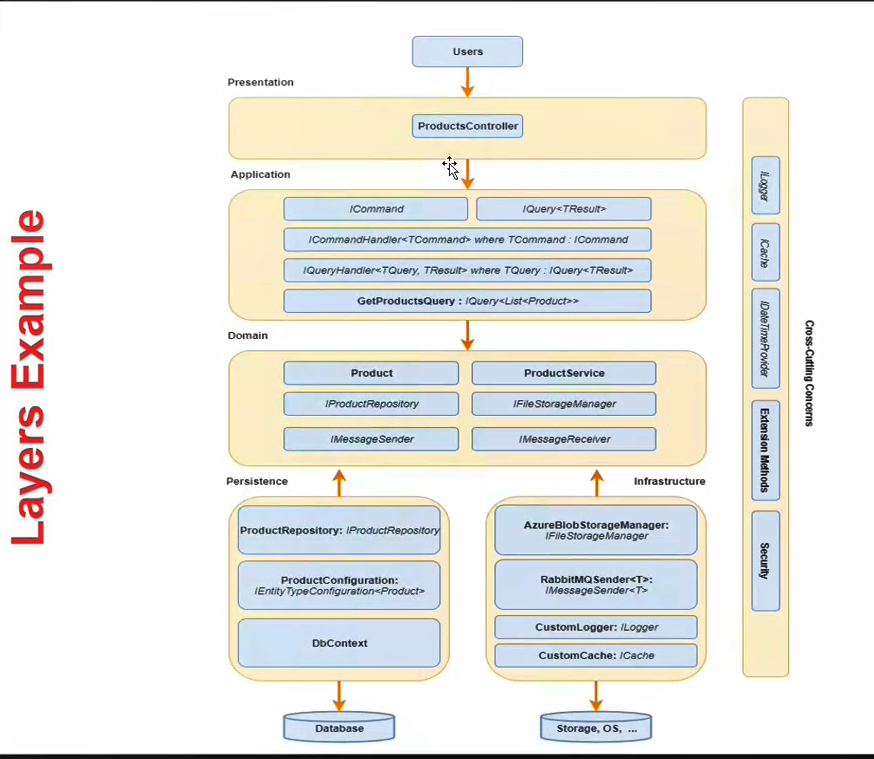 Layers Example
Users
Presentation
ProductsController
Application
ICommand
IQuery<TResult>
ICommandHandler<TCommand> where TCommand : ICommand
IQueryHandler<TQuery, TResult> where TQuery : IQuery<TResult>
GetProductsQuery : IQuery<List<Product>>
Domain
Product
ProductService
IProductRepository
IFileStorageManager
IMessageSender
IMessageReceiver
Persistence
ProductRepository: IProductRepository
ProductConfiguration:
IEntityTypeConfiguration<Product>
DbContext
Database
Infrastructure
AzureBlobStorageManager:
IFileStorageManager
RabbitMQSender<T>:
IMessageSender<T>
CustomLogger: ILogger
CustomCache: ICache
Storage, OS, ...
Cross-Cutting Concerns
ILogger
ICache
IDateTimeProvider
Extension Methods
Security